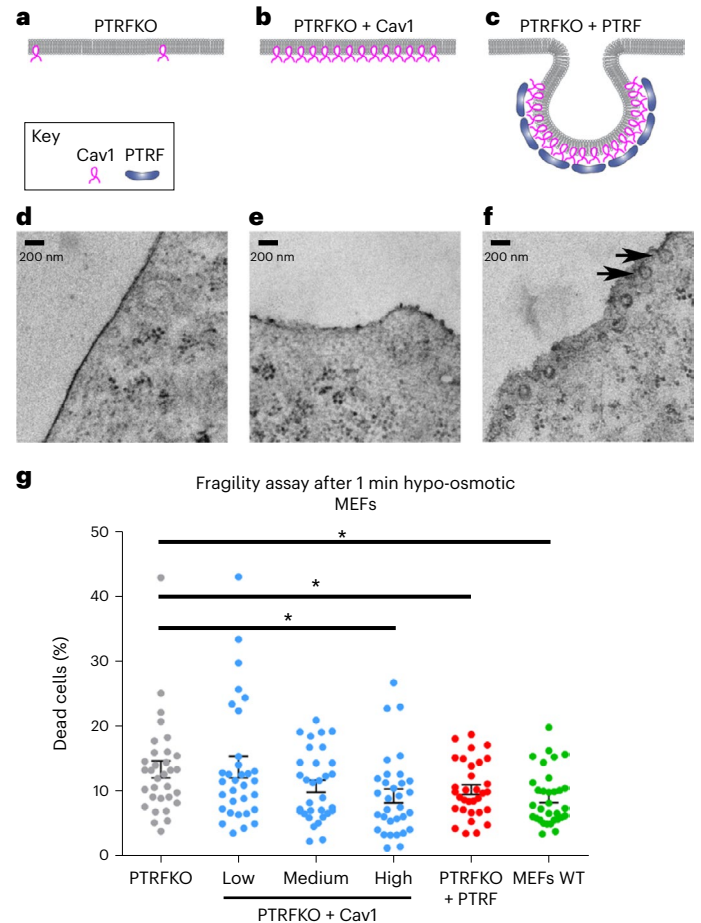 a
PTRFKO
b
PTRFKO + Cav1
c
PTRFKO + PTRF
Key
Cav1 PTRF
d
200 nm
e
200 nm
f
200 nm
g
Fragility assay after 1 min hypo-osmotic
MEFs
Dead cells (%)
50
40
30
20
10
0
*
*
*
PTRFKO
Low
Medium
High
PTRFKO
+ PTRF
MEFs WT
PTRFKO + Cav1